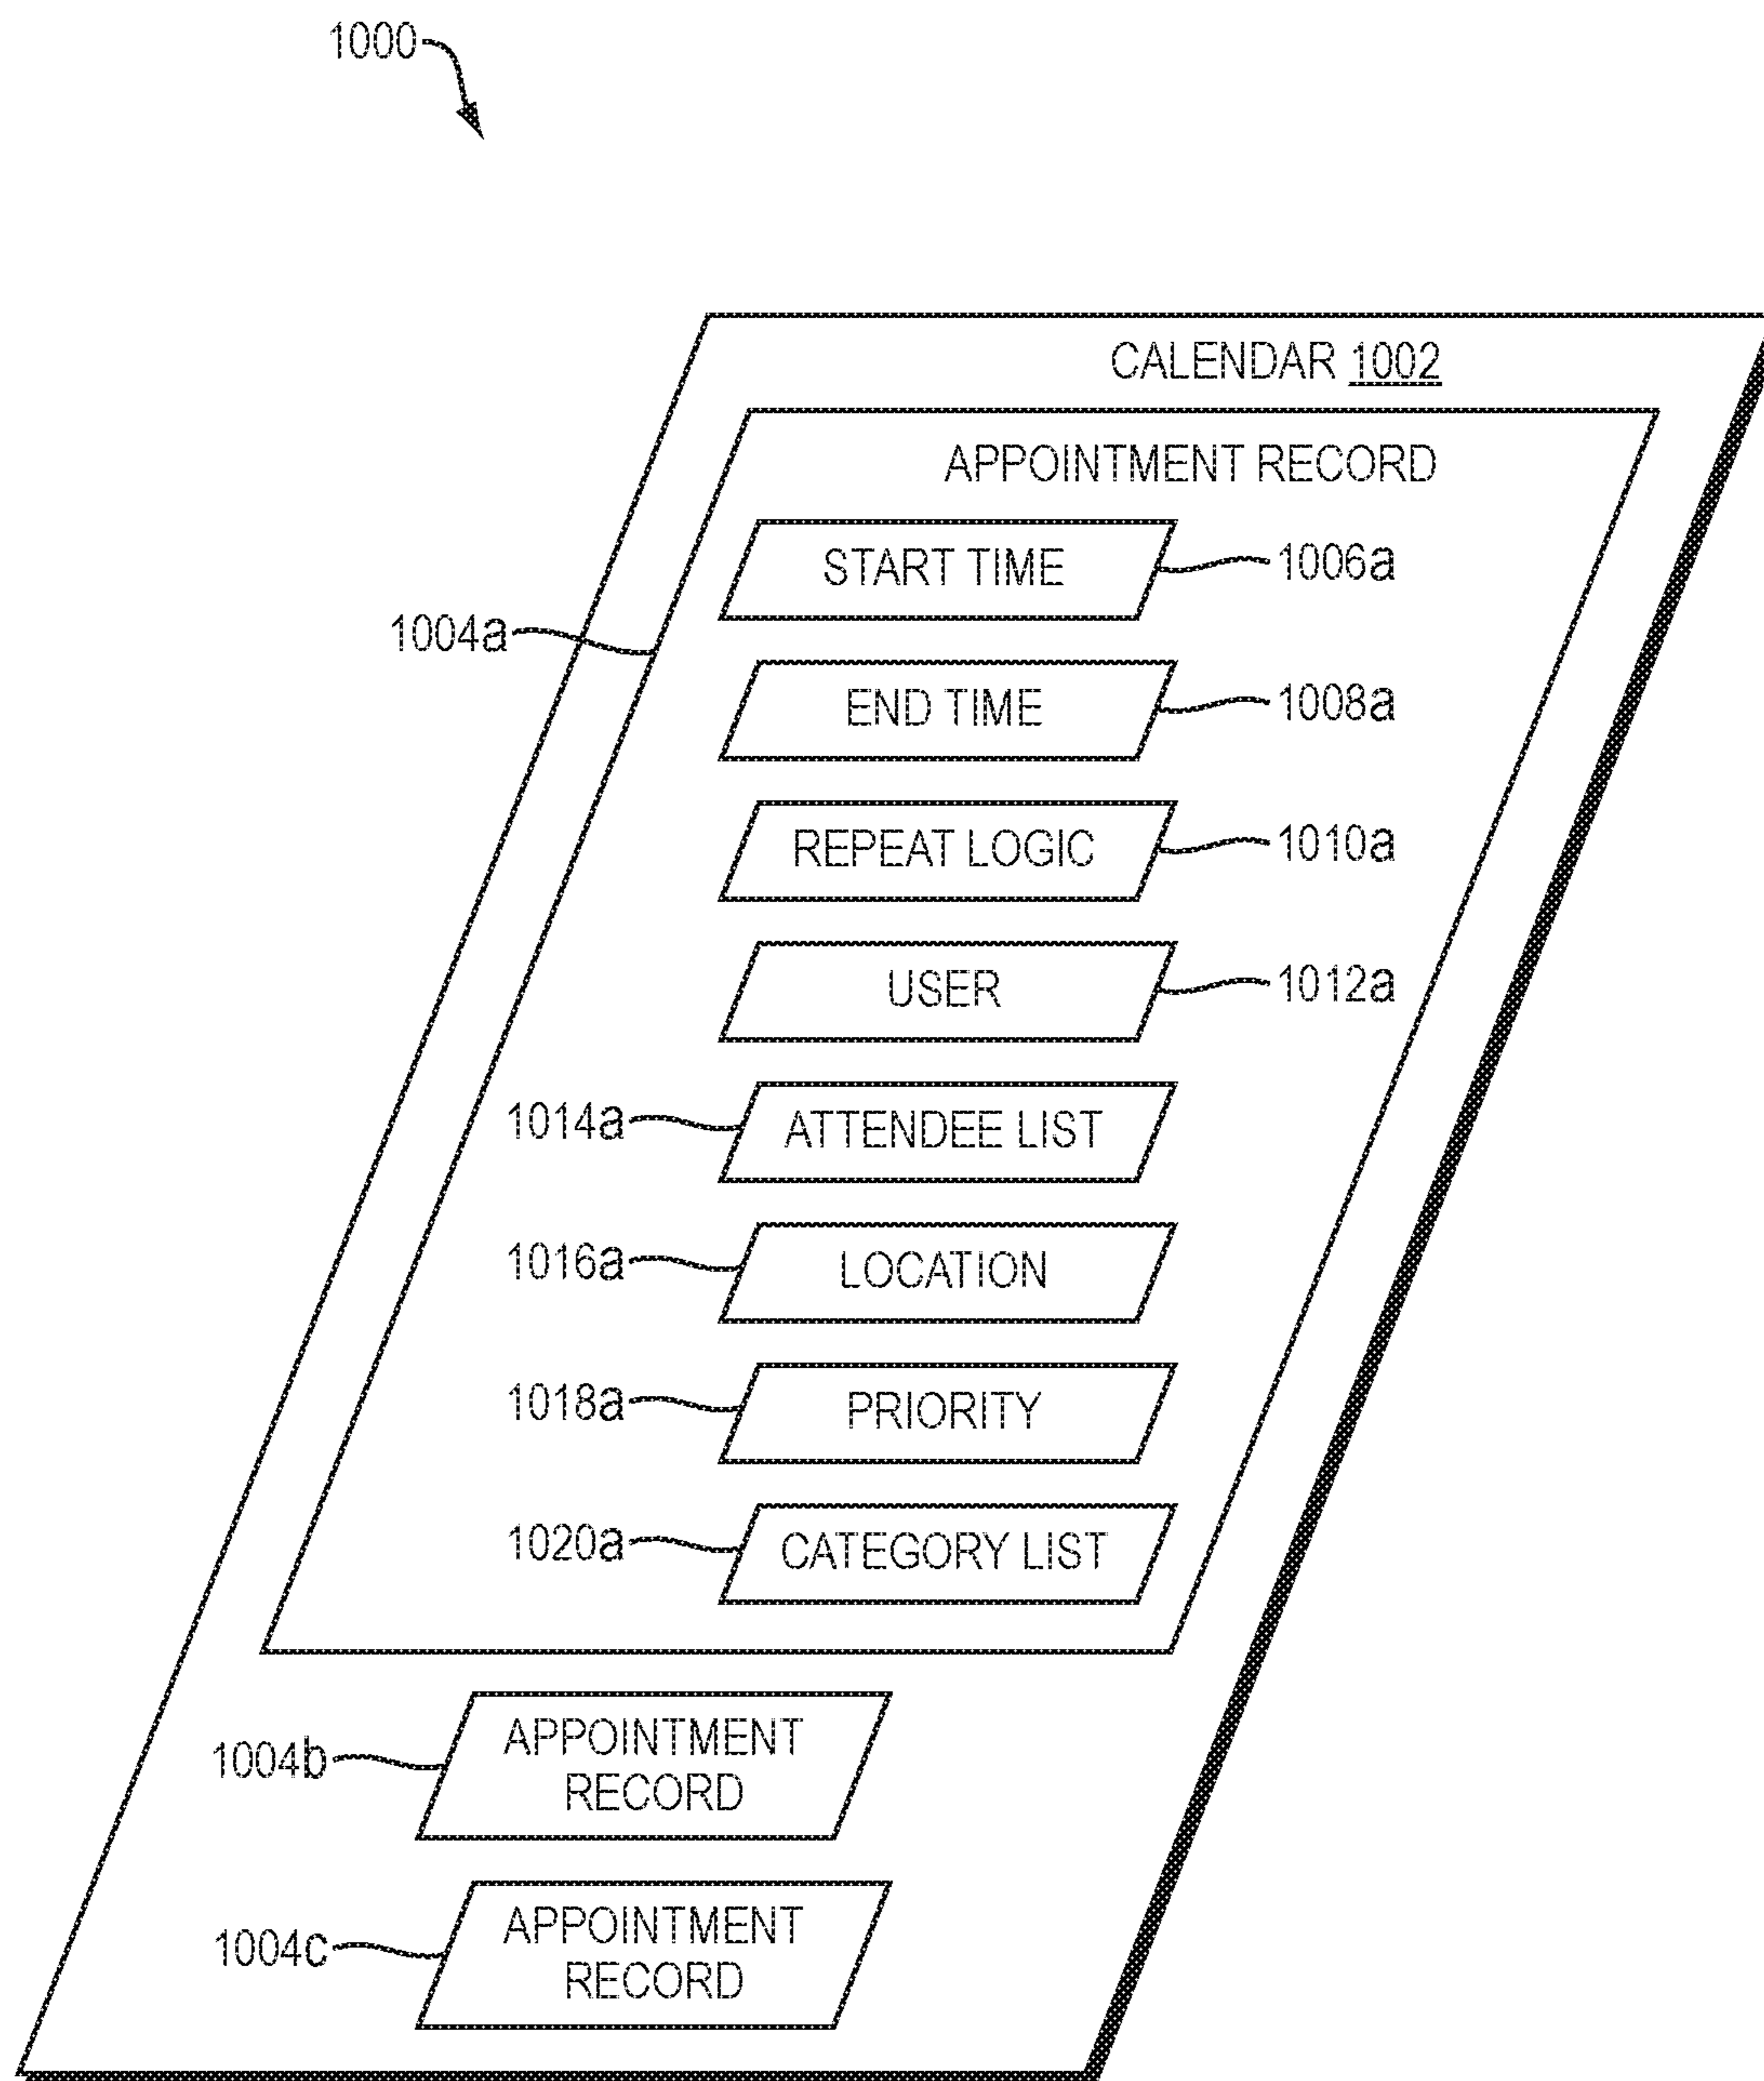 1000
CALENDAR 1002
APPOINTMENT RECORD
START TIME
1006a
1004a
END TIME
1008a
REPEAT LOGIC
1010a
USER
1012a
1014a
ATTENDEE LIST
1016a
LOCATION
1018a
PRIORITY
1020a
CATEGORY LIST
1004b
APPOINTMENT
RECORD
1004c
APPOINTMENT
RECORD